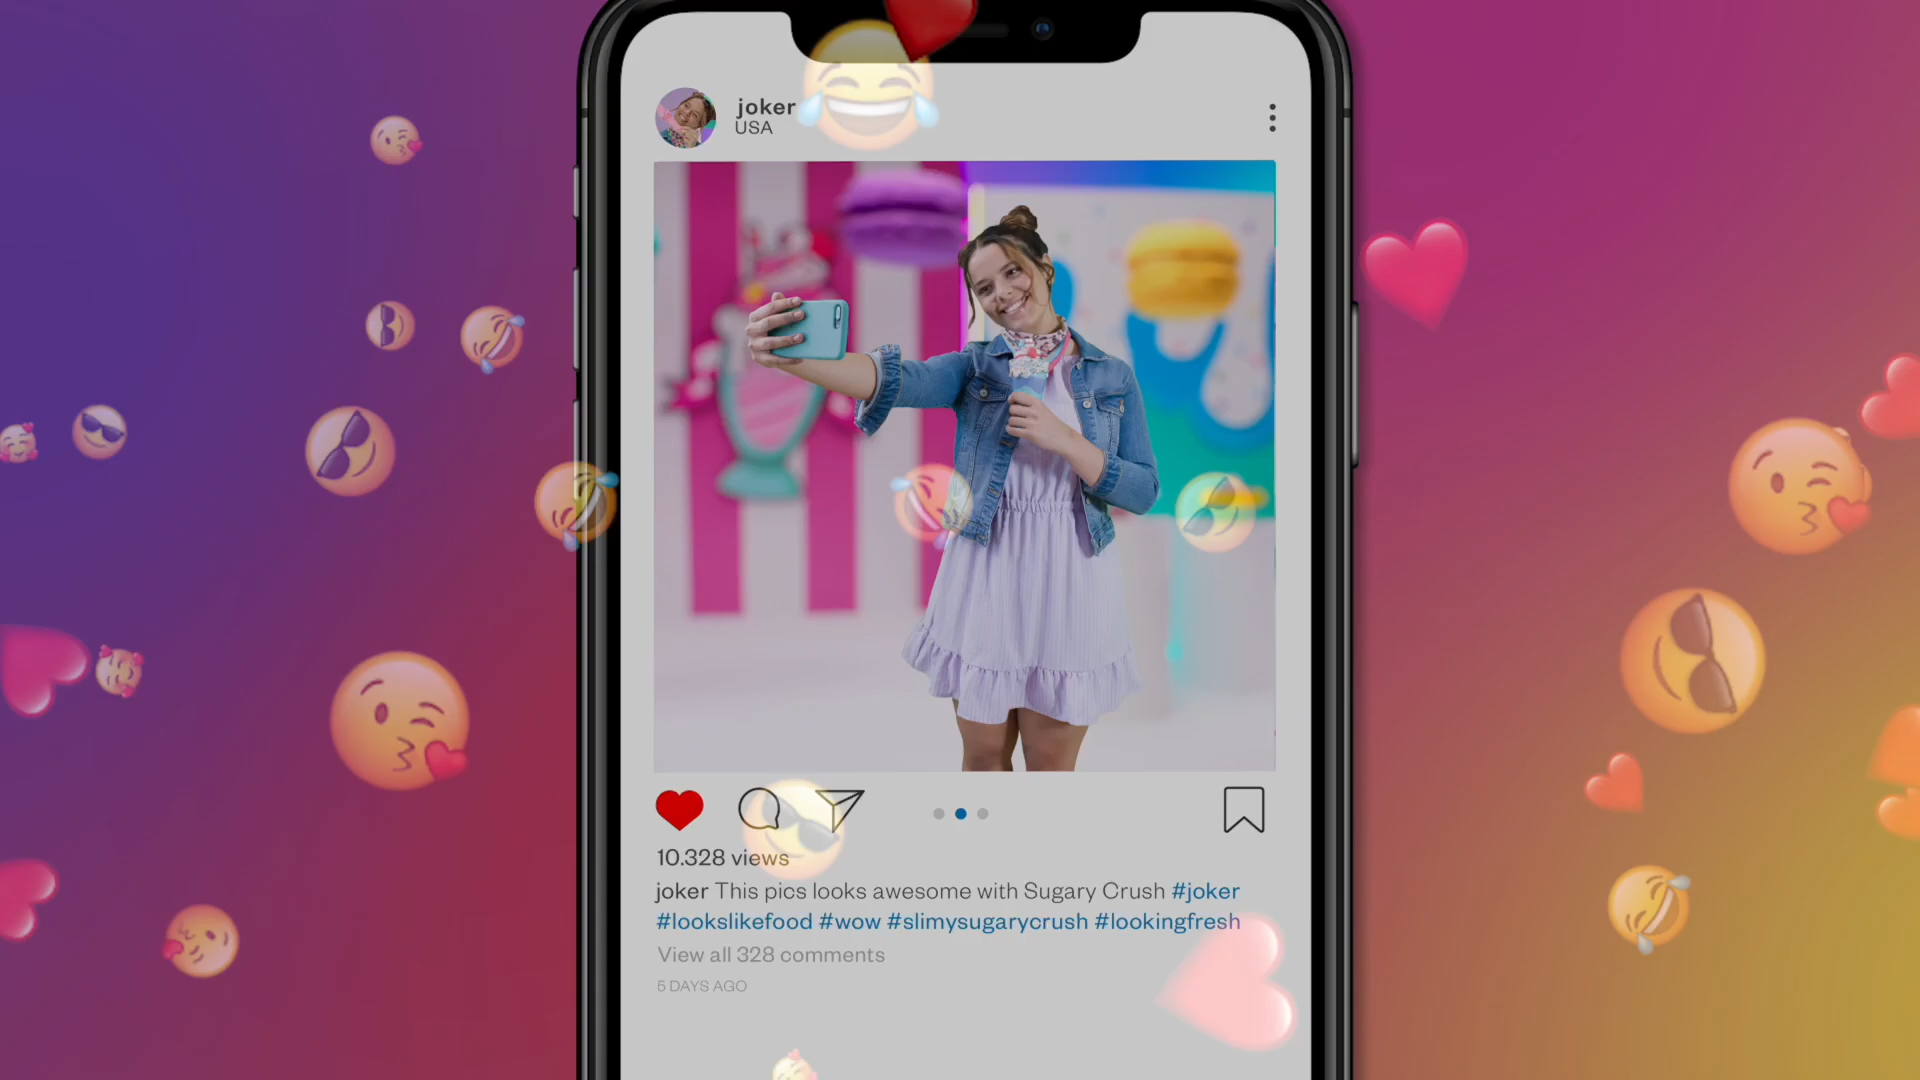 joker
USA
10.328 views
joker This pics looks awesome with Sugary Crush #joker
#lookslikefood #wow #slimysugarycrush #lookingfresh
View all 328 comments
5 DAYS AGO